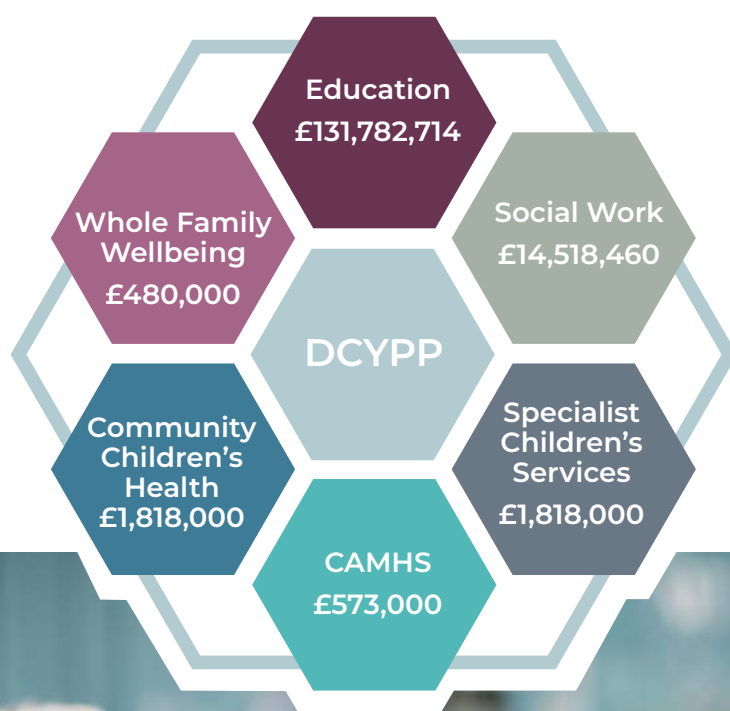 Education
£131,782,714
Whole Family
Wellbeing
£480,000
Social Work
£14,518,460
DCYPP
Community
Children's
Health
£1,818,000
Specialist
Children's
Services
£1,818,000
CAMHS
£573,000